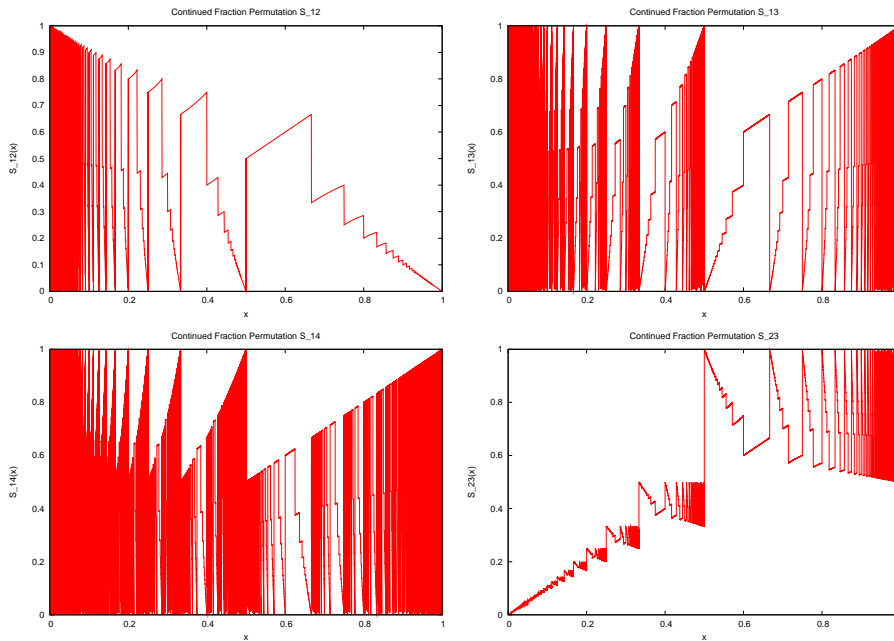 Continued Fraction Permutation S_12
1
0.9
0.8
0.7
0.6
0.5
0.4
0.3
0.2
0.1
0
S_12(x)
0 0.2 0.4 0.6 0.8 1
x
Continued Fraction Permutation S_13
1
0.8
0.6
0.4
0.2
0
S_13(x)
0 0.2 0.4 0.6 0.8
x
Continued Fraction Permutation S_14
1
0.8
0.6
0.4
0.2
0
S_14(x)
0 0.2 0.4 0.6 0.8 1
x
Continued Fraction Permutation S_23
1
0.8
0.6
0.4
0.2
0
S_23(x)
0 0.2 0.4 0.6 0.8
x